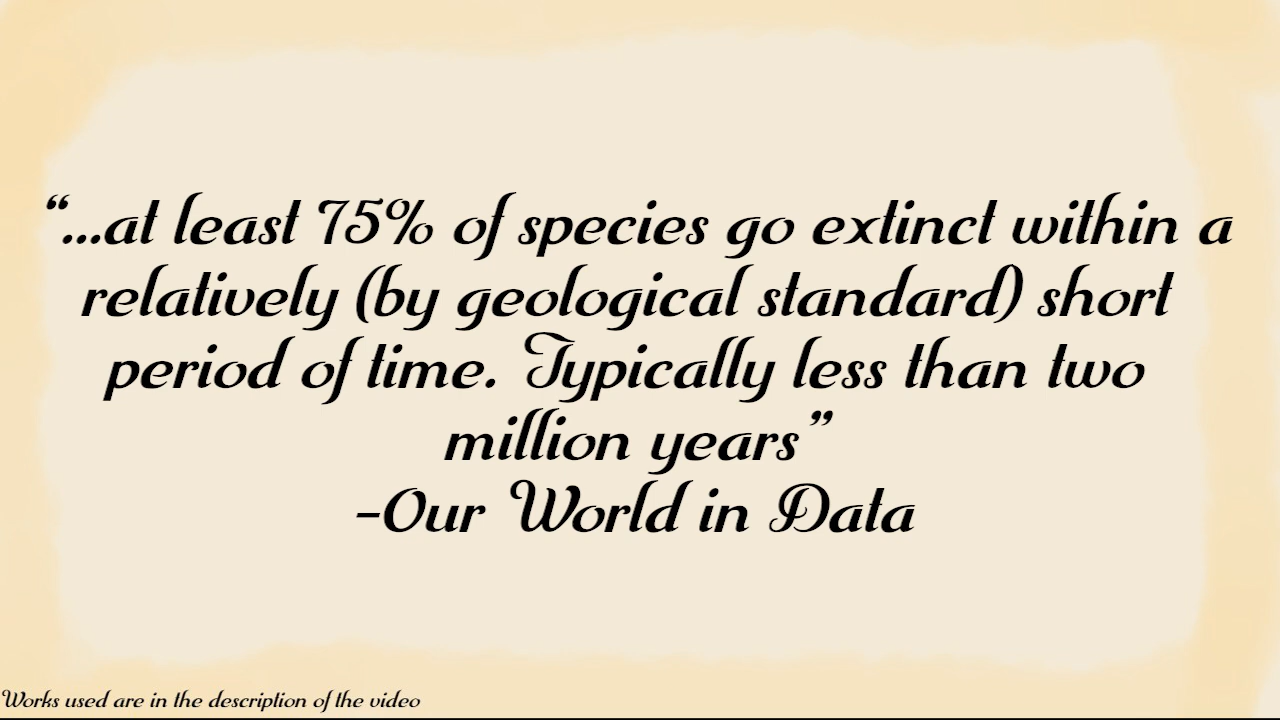 “...at least 75% of species go extinct within a
relatively (by geological standard) short
period of time. Typically less than two
million years”
-Our World in Data
Works used are in the description of the video